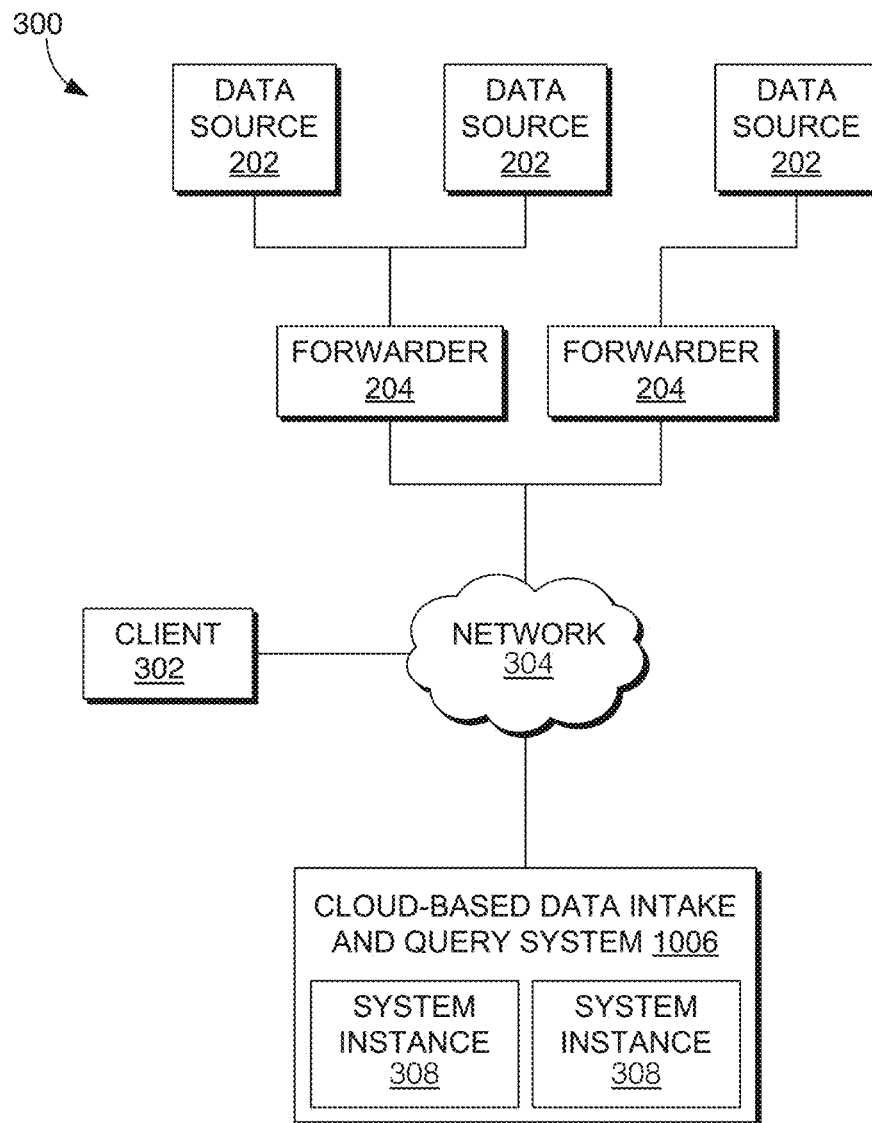 300
DATA
SOURCE
202
DATA
SOURCE
202
DATA
SOURCE
202
FORWARDER
204
FORWARDER
204
CLIENT
302
NETWORK
304
CLOUD-BASED DATA INTAKE
AND QUERY SYSTEM 1006
SYSTEM
INSTANCE
308
SYSTEM
INSTANCE
308